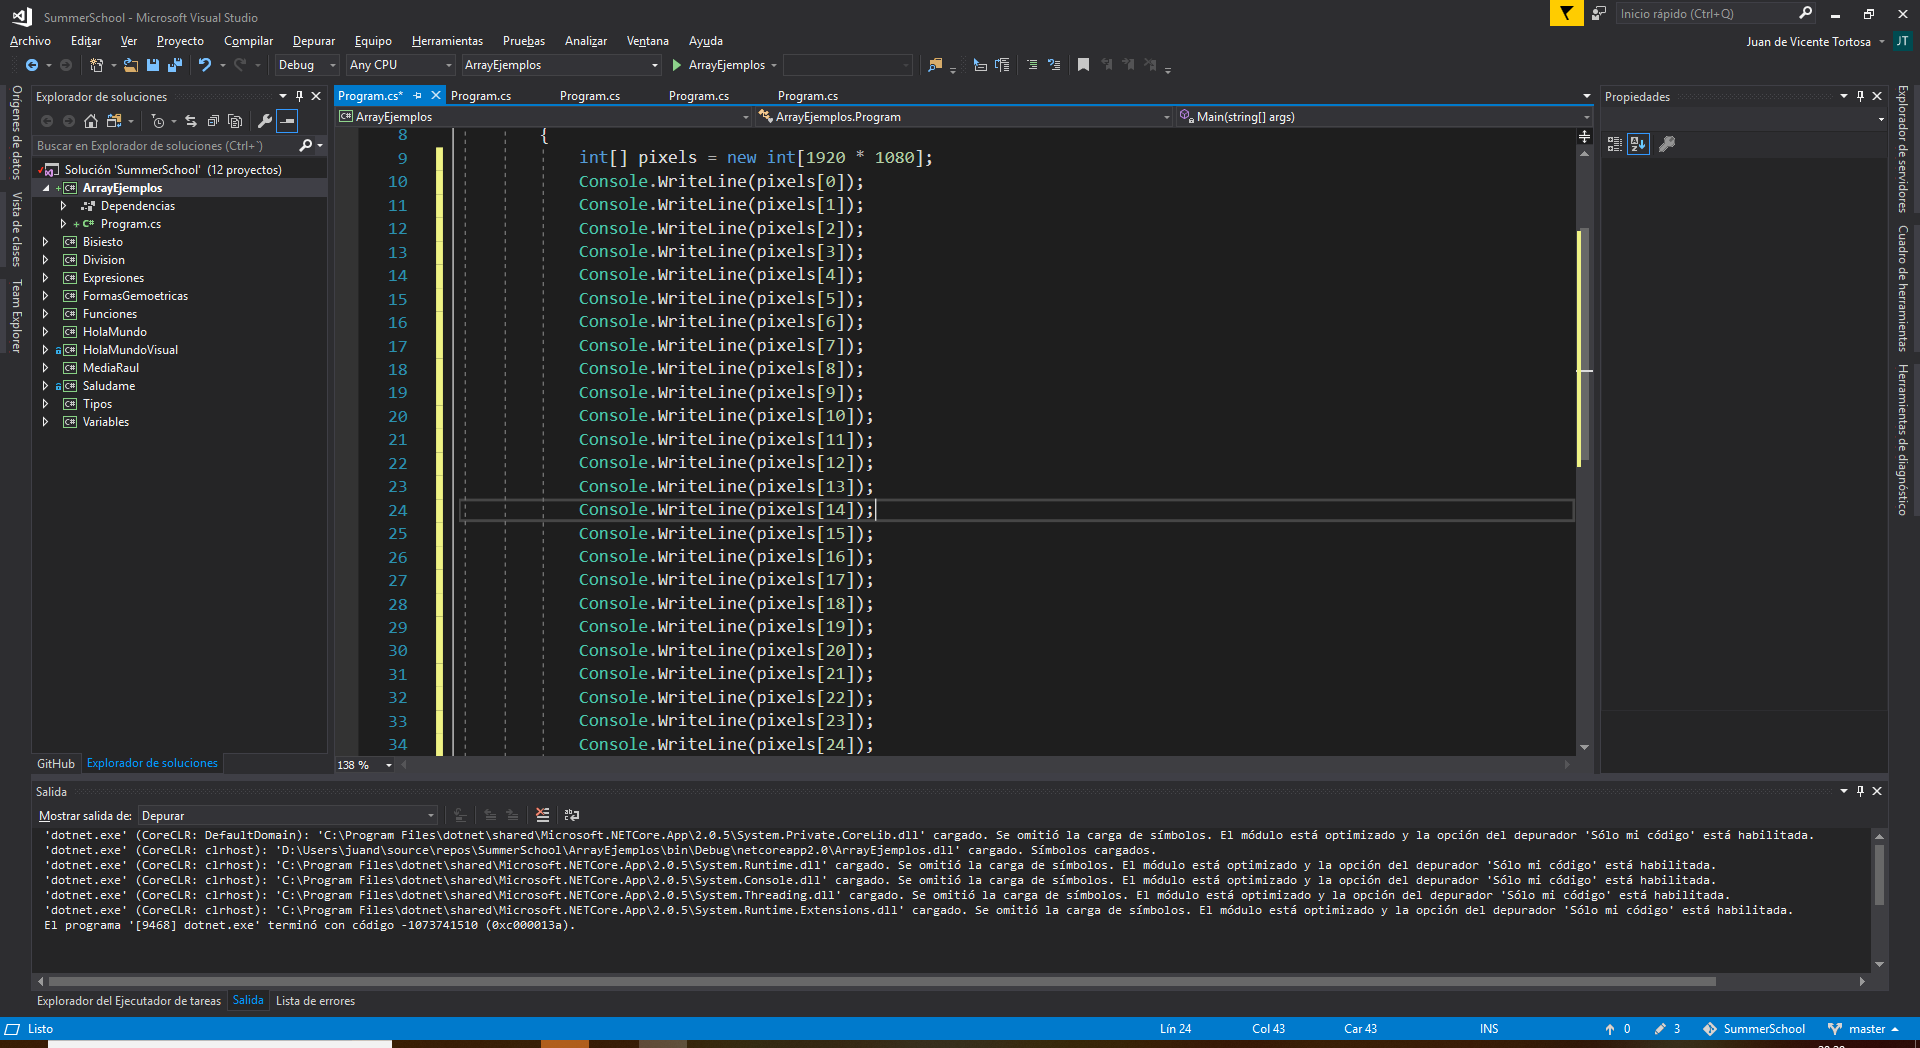 SummerSchool - Microsoft Visual Studio
Inicio rápido (Ctrl+Q)
Archivo Editar Ver Proyecto Compilar Depurar Equipo Herramientas Pruebas Analizar Ventana Ayuda
Juan de Vicente Tortosa JT
Debug Any CPU ArrayEjemplos ArrayEjemplos
Orígenes de datos
Vista de clases
Team Explorer
Explorador de soluciones
Buscar en Explorador de soluciones (Ctrl+¨)
Solución 'SummerSchool' (12 proyectos)
C# ArrayEjemplos
Dependencias
C# Program.cs
C# Bisiesto
C# Division
C# Expresiones
C# FormasGemoetricas
C# Funciones
C# HolaMundo
C# HolaMundoVisual
C# MediaRaul
C# Saludame
C# Tipos
C# Variables
GitHub Explorador de soluciones
Program.cs* Program.cs Program.cs Program.cs Program.cs
C# ArrayEjemplos ArrayEjemplos.Program Main(string[] args)
8 {
9 int[] pixels = new int[1920 * 1080];
10 Console.WriteLine(pixels[0]);
11 Console.WriteLine(pixels[1]);
12 Console.WriteLine(pixels[2]);
13 Console.WriteLine(pixels[3]);
14 Console.WriteLine(pixels[4]);
15 Console.WriteLine(pixels[5]);
16 Console.WriteLine(pixels[6]);
17 Console.WriteLine(pixels[7]);
18 Console.WriteLine(pixels[8]);
19 Console.WriteLine(pixels[9]);
20 Console.WriteLine(pixels[10]);
21 Console.WriteLine(pixels[11]);
22 Console.WriteLine(pixels[12]);
23 Console.WriteLine(pixels[13]);
24 Console.WriteLine(pixels[14]);
25 Console.WriteLine(pixels[15]);
26 Console.WriteLine(pixels[16]);
27 Console.WriteLine(pixels[17]);
28 Console.WriteLine(pixels[18]);
29 Console.WriteLine(pixels[19]);
30 Console.WriteLine(pixels[20]);
31 Console.WriteLine(pixels[21]);
32 Console.WriteLine(pixels[22]);
33 Console.WriteLine(pixels[23]);
34 Console.WriteLine(pixels[24]);
138 %
Propiedades
Explorador de servidores
Cuadro de herramientas
Herramientas de diagnóstico
Salida
Mostrar salida de: Depurar
'dotnet.exe' (CoreCLR: DefaultDomain): 'C:\Program Files\dotnet\shared\Microsoft.NETCore.App\2.0.5\System.Private.CoreLib.dll' cargado. Se omitió la carga de símbolos. El módulo está optimizado y la opción del depurador 'Sólo mi código' está habilitada.
'dotnet.exe' (CoreCLR: clrhost): 'D:\Users\juand\source\repos\SummerSchool\ArrayEjemplos\bin\Debug\netcoreapp2.0\ArrayEjemplos.dll' cargado. Símbolos cargados.
'dotnet.exe' (CoreCLR: clrhost): 'C:\Program Files\dotnet\shared\Microsoft.NETCore.App\2.0.5\System.Runtime.dll' cargado. Se omitió la carga de símbolos. El módulo está optimizado y la opción del depurador 'Sólo mi código' está habilitada.
'dotnet.exe' (CoreCLR: clrhost): 'C:\Program Files\dotnet\shared\Microsoft.NETCore.App\2.0.5\System.Console.dll' cargado. Se omitió la carga de símbolos. El módulo está optimizado y la opción del depurador 'Sólo mi código' está habilitada.
'dotnet.exe' (CoreCLR: clrhost): 'C:\Program Files\dotnet\shared\Microsoft.NETCore.App\2.0.5\System.Threading.dll' cargado. Se omitió la carga de símbolos. El módulo está optimizado y la opción del depurador 'Sólo mi código' está habilitada.
'dotnet.exe' (CoreCLR: clrhost): 'C:\Program Files\dotnet\shared\Microsoft.NETCore.App\2.0.5\System.Runtime.Extensions.dll' cargado. Se omitió la carga de símbolos. El módulo está optimizado y la opción del depurador 'Sólo mi código' está habilitada.
El programa '[9468] dotnet.exe' terminó con código -1073741510 (0xc000013a).
Explorador del Ejecutador de tareas Salida Lista de errores
Listo Lín 24 Col 43 Car 43 INS 0 3 SummerSchool master